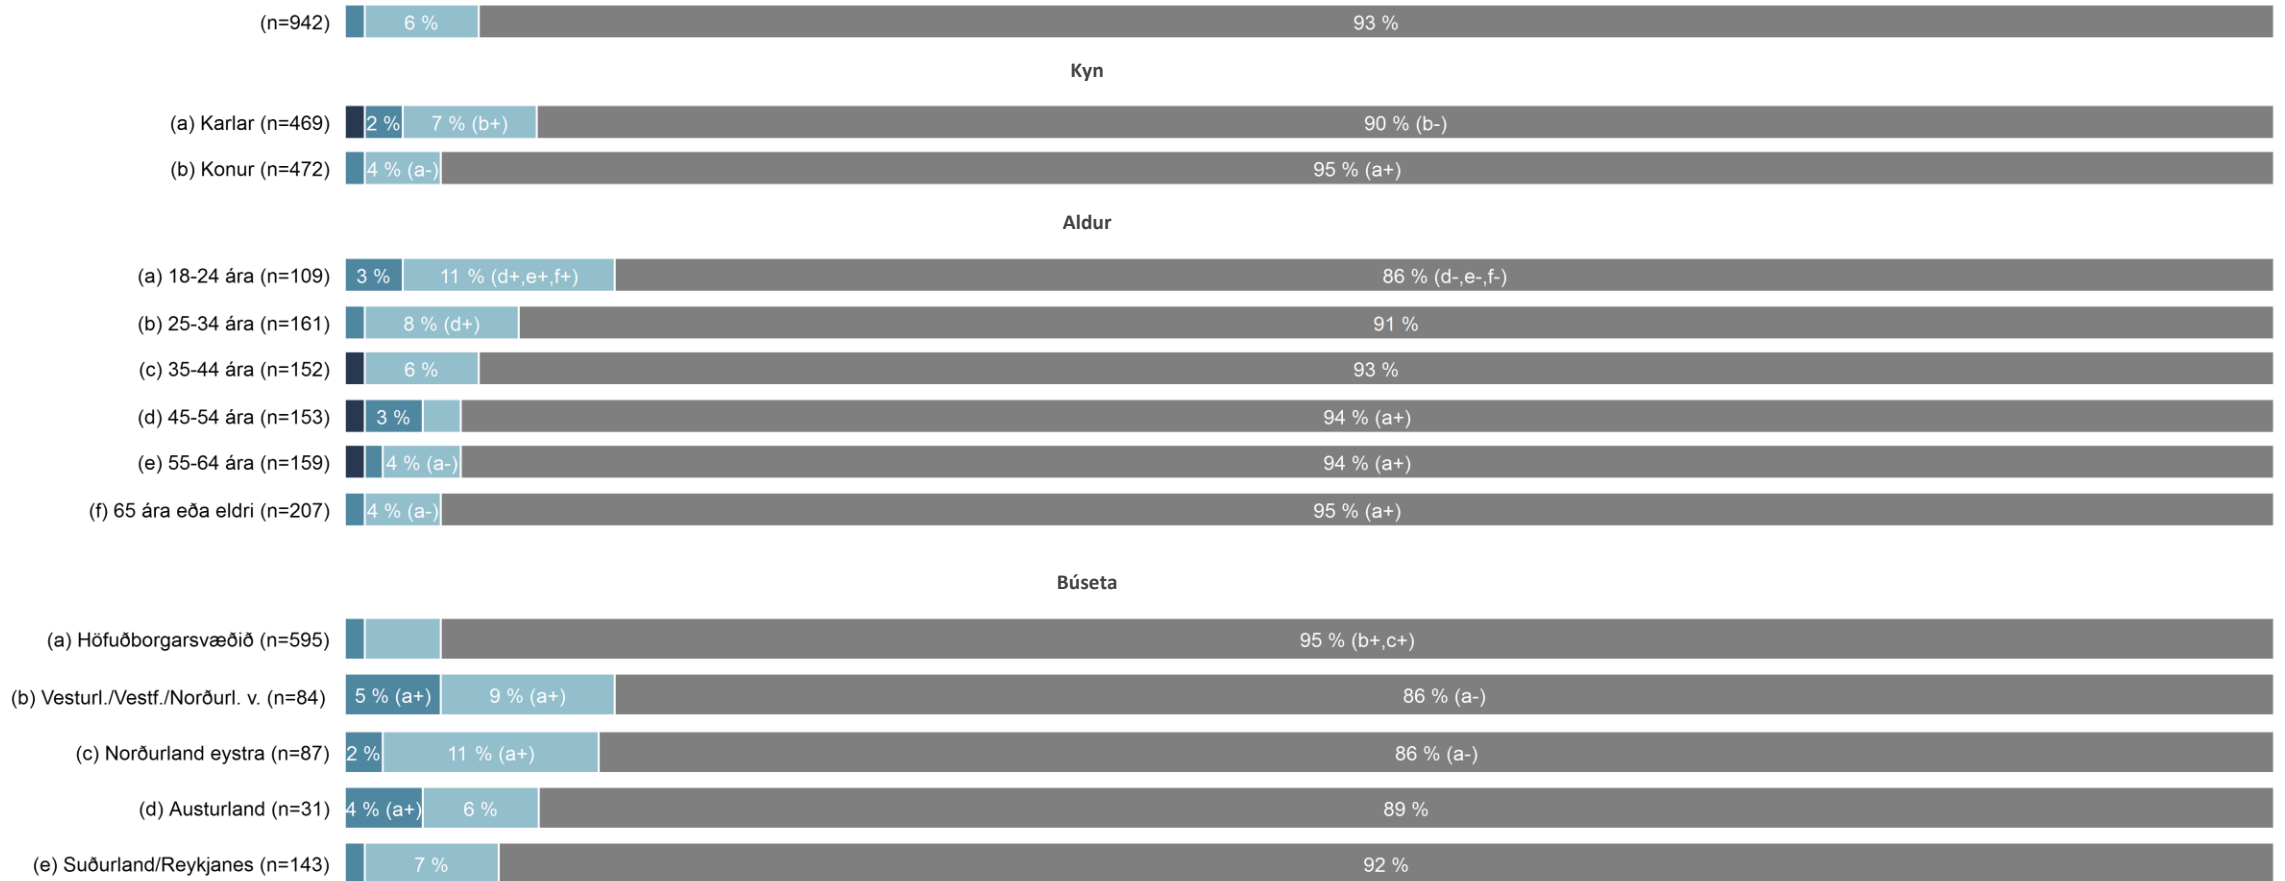 (n=942) 6 % 93 %
Kyn
(a) Karlar (n=469) 2 % 7 % (b+) 90 % (b-)
(b) Konur (n=472) 4 % (a-) 95 % (a+)
Aldur
(a) 18-24 ára (n=109) 3 % 11 % (d+,e+,f+) 86 % (d-,e-,f-)
(b) 25-34 ára (n=161) 8 % (d+) 91 %
(c) 35-44 ára (n=152) 6 % 93 %
(d) 45-54 ára (n=153) 3 % 94 % (a+)
(e) 55-64 ára (n=159) 4 % (a-) 94 % (a+)
(f) 65 ára eða eldri (n=207) 4 % (a-) 95 % (a+)
Búseta
(a) Höfuðborgarsvæðið (n=595) 95 % (b+,c+)
(b) Vesturl./Vestf./Norðurl. v. (n=84) 5 % (a+) 9 % (a+) 86 % (a-)
(c) Norðurland eystra (n=87) 2 % 11 % (a+) 86 % (a-)
(d) Austurland (n=31) 4 % (a+) 6 % 89 %
(e) Suðurland/Reykjanes (n=143) 7 % 92 %